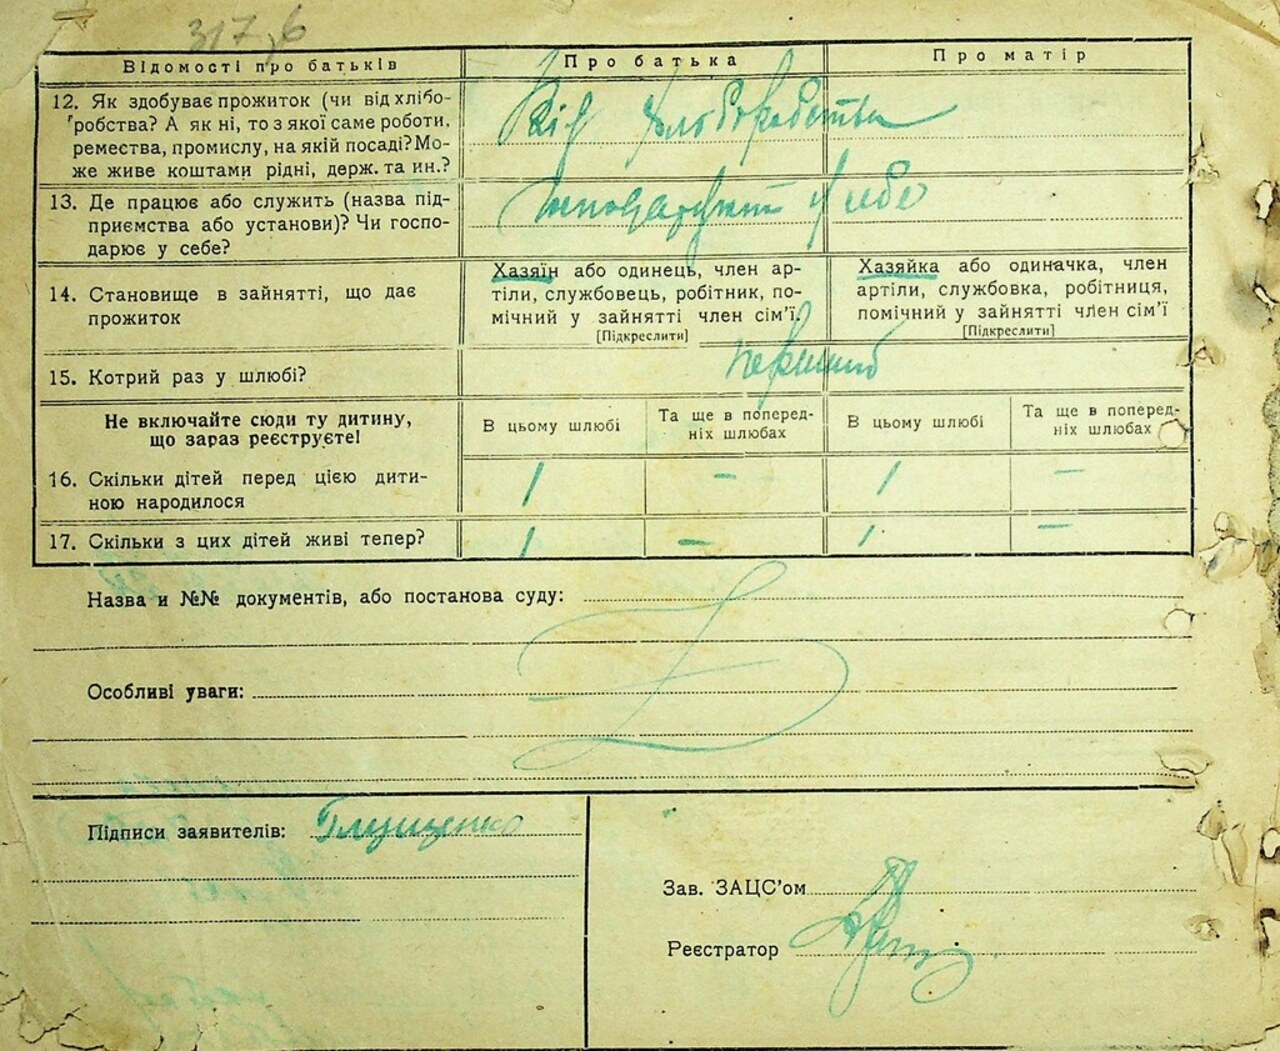 317,6
Відомості про батьків
Про батька
Про матір
12. Як здобуває прожиток (чи від хлібо-
робства? А як ні, то з якої саме роботи,
ремества, промислу, на якій посаді? Мо-
же живе коштами рідні, держ. та ин.?
Від хлоборобства
13. Де працює або служить (назва під-
приємства або установи)? Чи госпо-
дарює у себе?
у себе
14. Становище в зайнятті, що дає
прожиток
Хазяїн або одинець, член ар-
тіли, службовець, робітник, по-
мічний у зайнятті член сім’ї.
[Підкреслити]
Хазяйка або одиначка, член
артіли, службовка, робітниця,
помічний у зайнятті член сім’ї
[Підкреслити]
15. Котрий раз у шлюбі?
перший
Не включайте сюди ту дитину,
що зараз реєструєте!
В цьому шлюбі
Та ще в поперед-
ніх шлюбах
В цьому шлюбі
Та ще в поперед-
ніх шлюбах
16. Скільки дітей перед цією дити-
ною народилося
1 – 1 –
17. Скільки з цих дітей живі тепер?
1 – 1 –
Назва и №№ документів, або постанова суду:
Особливі уваги:
Підписи заявителів: Глущенко
Зав. ЗАЦС’ом
Реєстратор